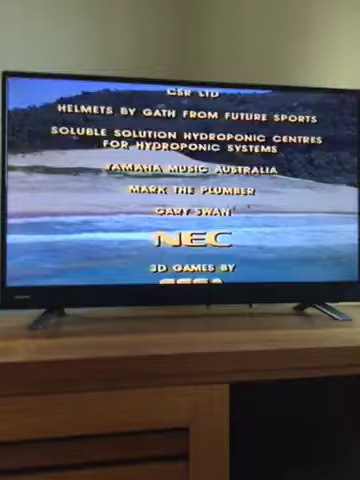 CSR LTD
HELMETS BY GATH FROM FUTURE SPORTS
SOLUBLE SOLUTION HYDROPONIC CENTRES
FOR HYDROPONIC SYSTEMS
YAMAHA MUSIC AUSTRALIA
MARK THE PLUMBER
GARY SWAN
NEC
3D GAMES BY
SEGA